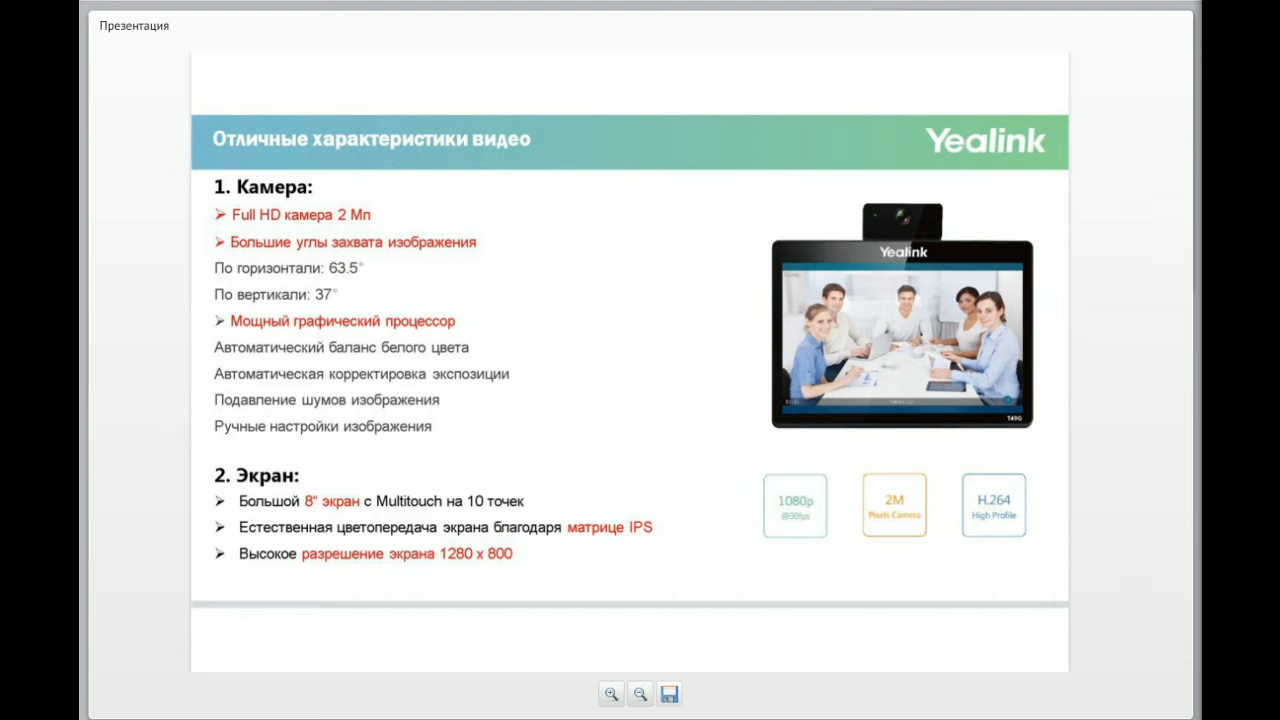 Презентация
Отличные характеристики видео
Yealink
1. Камера:
➢ Full HD камера 2 Мп
➢ Большие углы захвата изображения
По горизонтали: 63.5°
По вертикали: 37°
➢ Мощный графический процессор
Автоматический баланс белого цвета
Автоматическая корректировка экспозиции
Подавление шумов изображения
Ручные настройки изображения
Yealink
T49G
2. Экран:
➢ Большой 8“ экран с Multitouch на 10 точек
➢ Естественная цветопередача экрана благодаря матрице IPS
➢ Высокое разрешение экрана 1280 x 800
1080p
@30fps
2M
Pixels Camera
H.264
High Profile